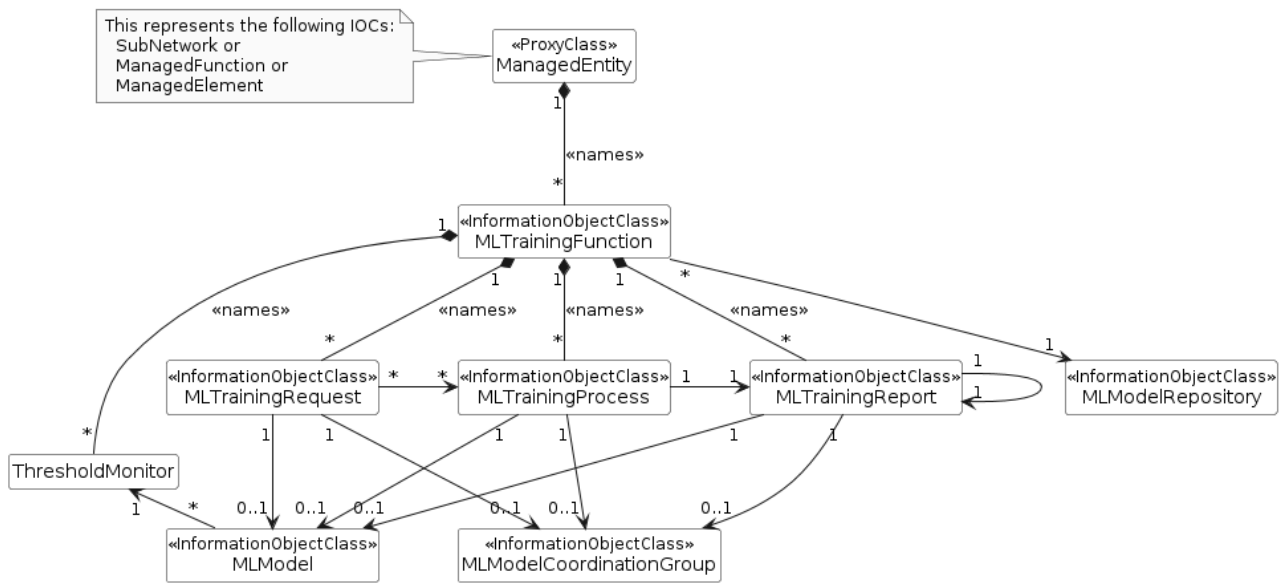 This represents the following IOCs:
SubNetwork or
ManagedFunction or
ManagedElement
«ProxyClass»
ManagedEntity
1
«names»
*
«InformationObjectClass»
MLTrainingFunction
1
1
1
1
*
«names»
«names»
«names»
«names»
*
*
*
1
«InformationObjectClass»
MLTrainingRequest
*
*
«InformationObjectClass»
MLTrainingProcess
1
1
«InformationObjectClass»
MLTrainingReport
1
1
«InformationObjectClass»
MLModelRepository
*
ThresholdMonitor
1
1
1
1
1
1
1
*
0..1
0..1
0..1
0..1
0..1
0..1
«InformationObjectClass»
MLModel
«InformationObjectClass»
MLModelCoordinationGroup